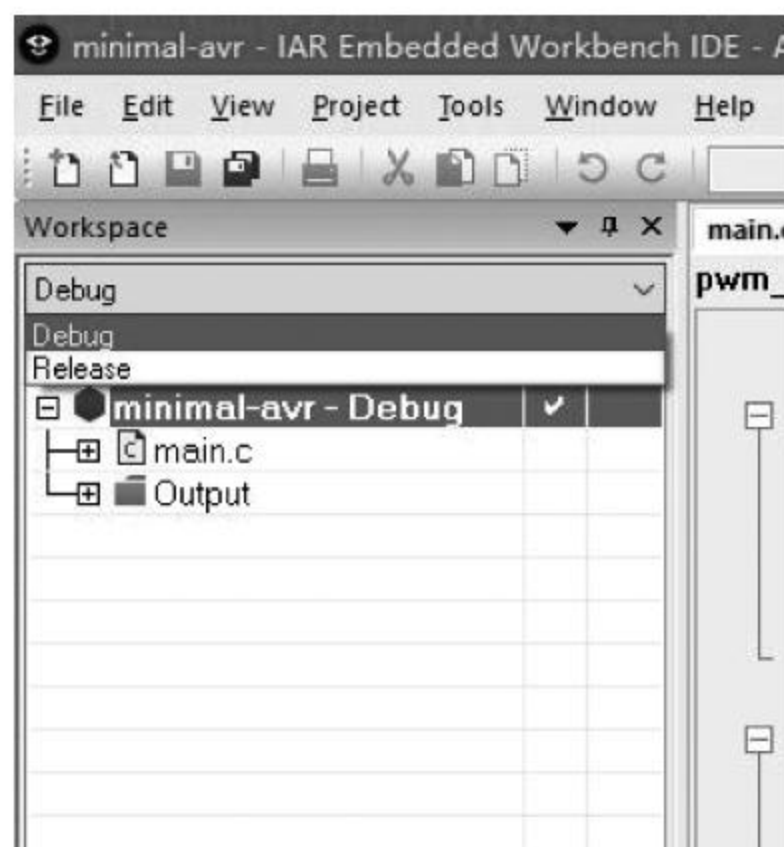 minimal-avr - IAR Embedded Workbench IDE -
File Edit View Project Tools Window Help
Workspace
main.c
pwm_
Debug
Debug
Release
minimal-avr - Debug
main.c
Output